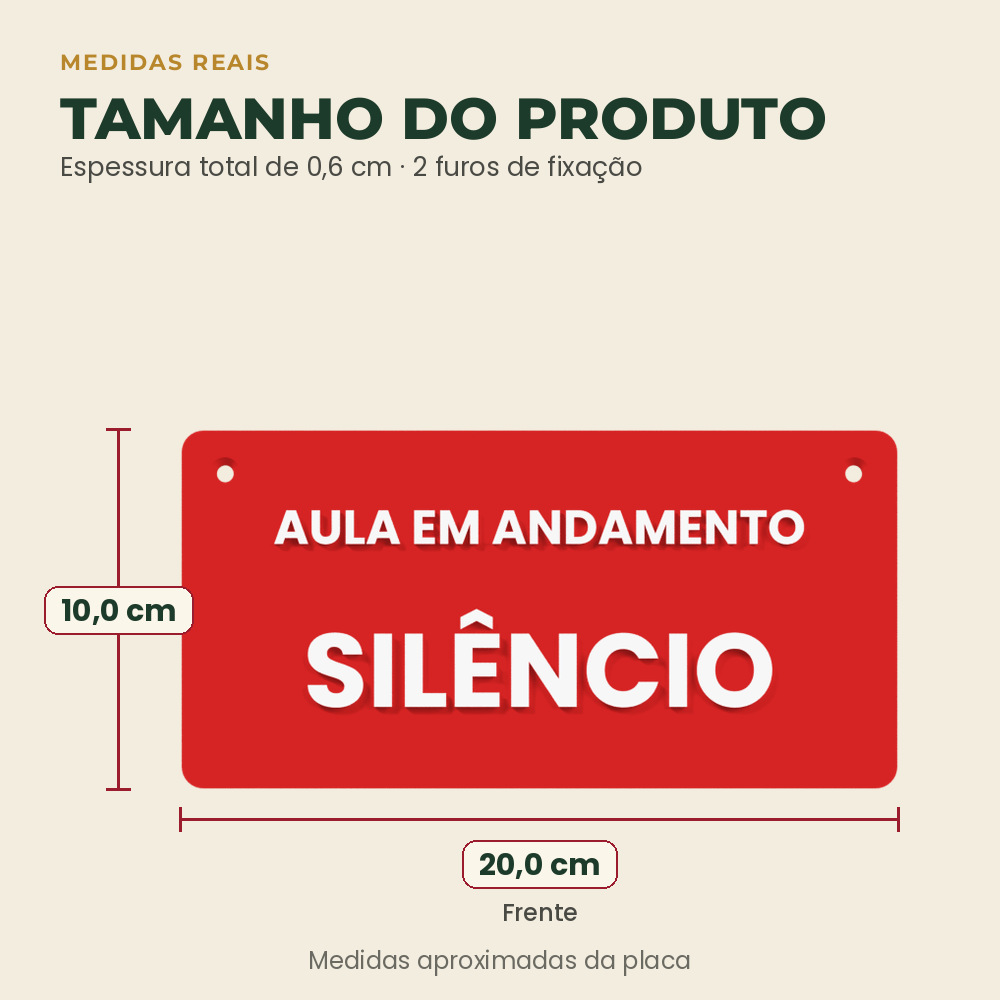 MEDIDAS REAIS
TAMANHO DO PRODUTO
Espessura total de 0,6 cm · 2 furos de fixação
AULA EM ANDAMENTO
10,0 cm
SILÊNCIO
20,0 cm
Frente
Medidas aproximadas da placa